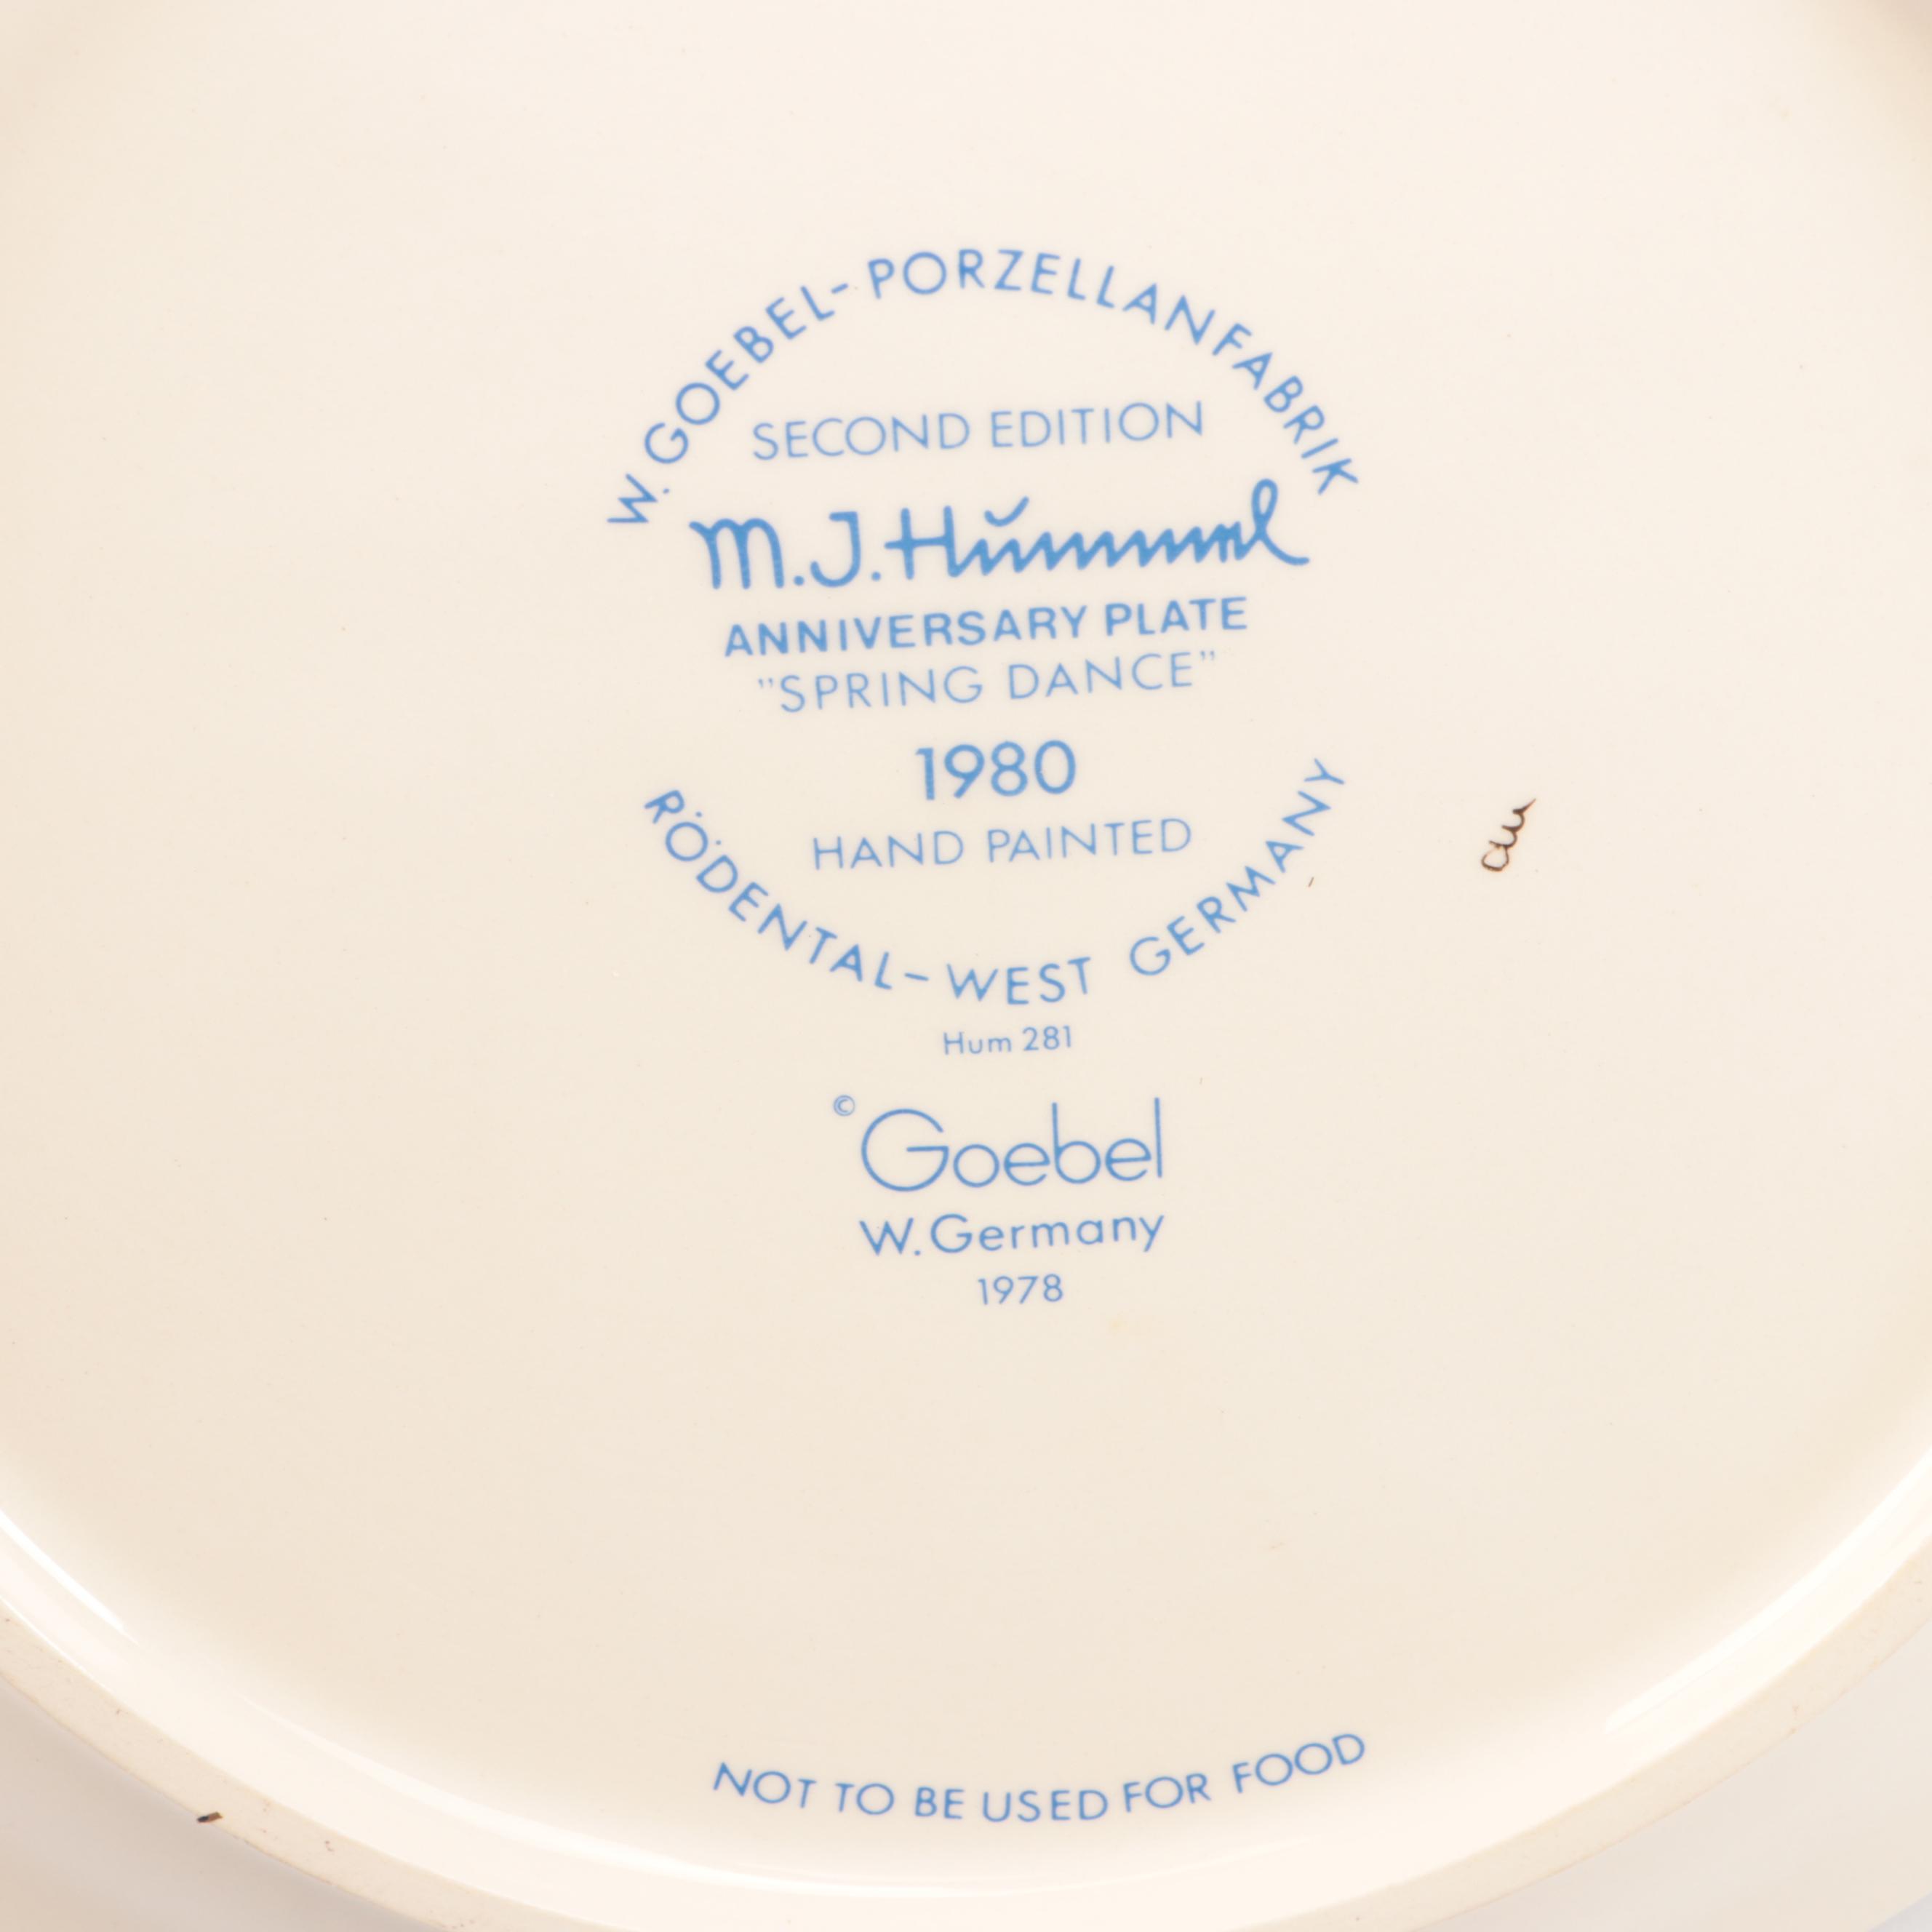 W. GOEBEL-PORZELLANFABRIK
SECOND EDITION
M.J. Hummel
ANNIVERSARY PLATE
"SPRING DANCE"
1980
HAND PAINTED
RÖDENTAL-WEST GERMANY
Hum 281
© Goebel
W. Germany
1978
NOT TO BE USED FOR FOOD